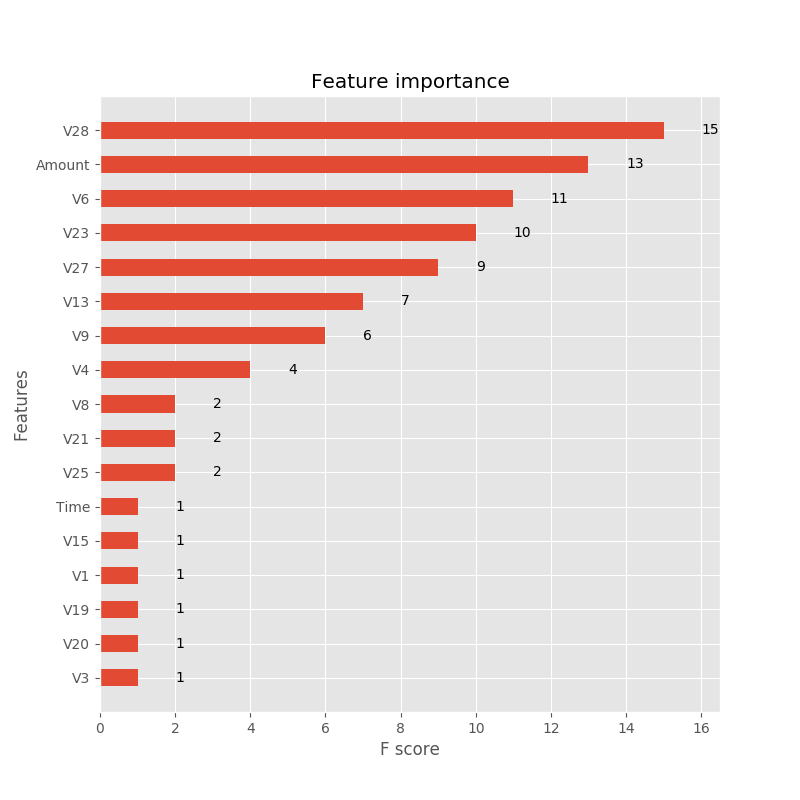 Feature importance
V28 15
Amount 13
V6 11
V23 10
V27 9
V13 7
V9 6
V4 4
V8 2
V21 2
V25 2
Time 1
V15 1
V1 1
V19 1
V20 1
V3 1
0 2 4 6 8 10 12 14 16
F score
Features